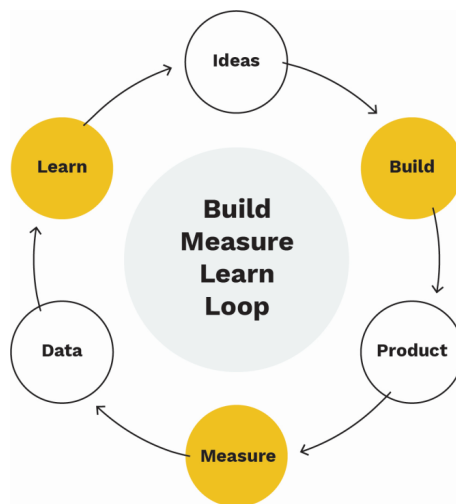 Ideas
Learn
Build
Build
Measure
Learn
Loop
Data
Product
Measure